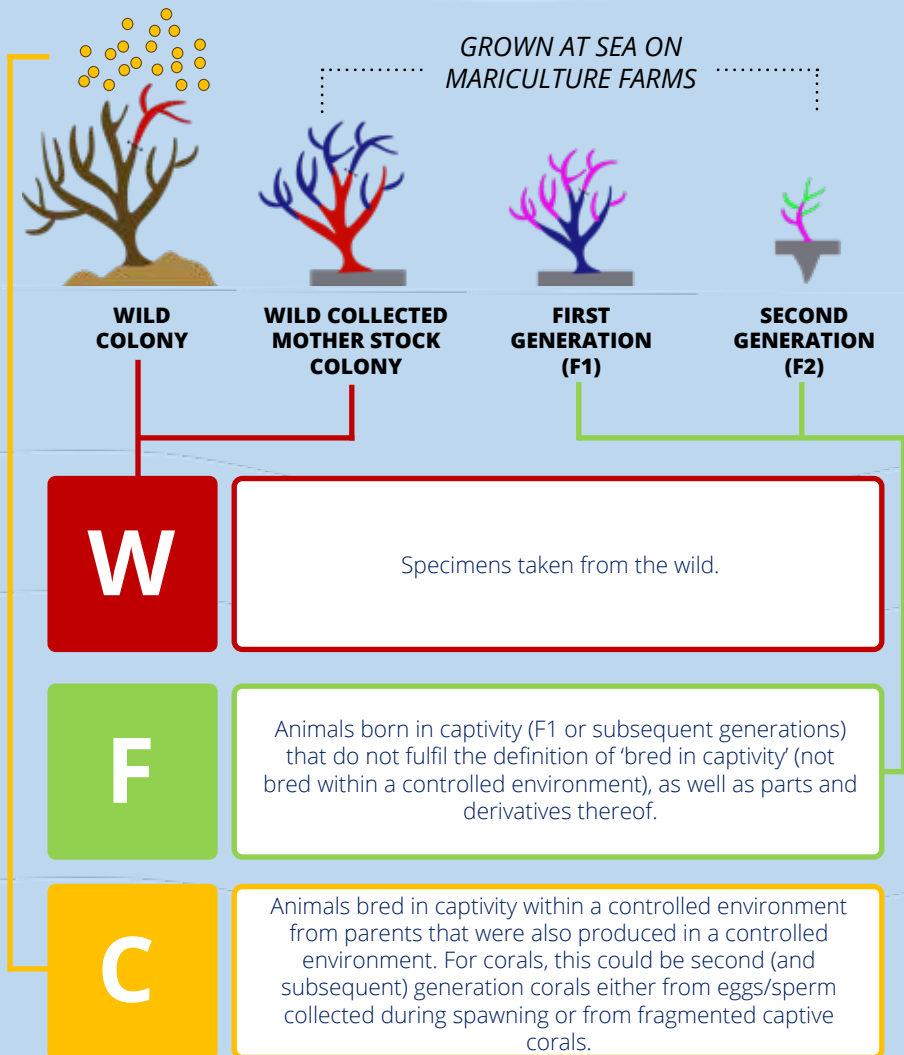 GROWN AT SEA ON
MARICULTURE FARMS
WILD
COLONY
WILD COLLECTED
MOTHER STOCK
COLONY
FIRST
GENERATION
(F1)
SECOND
GENERATION
(F2)
W
Specimens taken from the wild.
F
Animals born in captivity (F1 or subsequent generations)
that do not fulfil the definition of ‘bred in captivity’ (not
bred within a controlled environment), as well as parts and
derivatives thereof.
C
Animals bred in captivity within a controlled environment
from parents that were also produced in a controlled
environment. For corals, this could be second (and
subsequent) generation corals either from eggs/sperm
collected during spawning or from fragmented captive
corals.